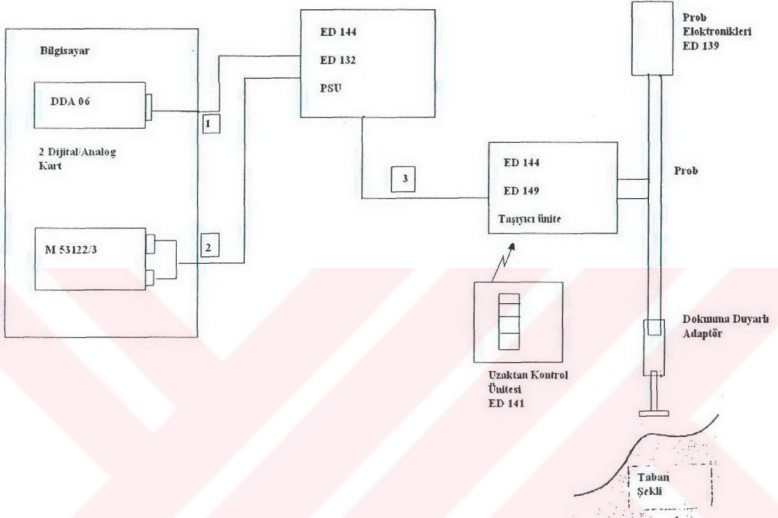 Bilgisayar
DDA 06
2 Dijital/Analog
Kart
M 53122/3
1
2
ED 144
ED 132
PSU
3
ED 144
ED 149
Taşıyıcı ünite
Uzaktan Kontrol
Ünitesi
ED 141
Prob
Elektronikleri
ED 139
Prob
Dokunma Duyarlı
Adaptör
Taban
Şekli